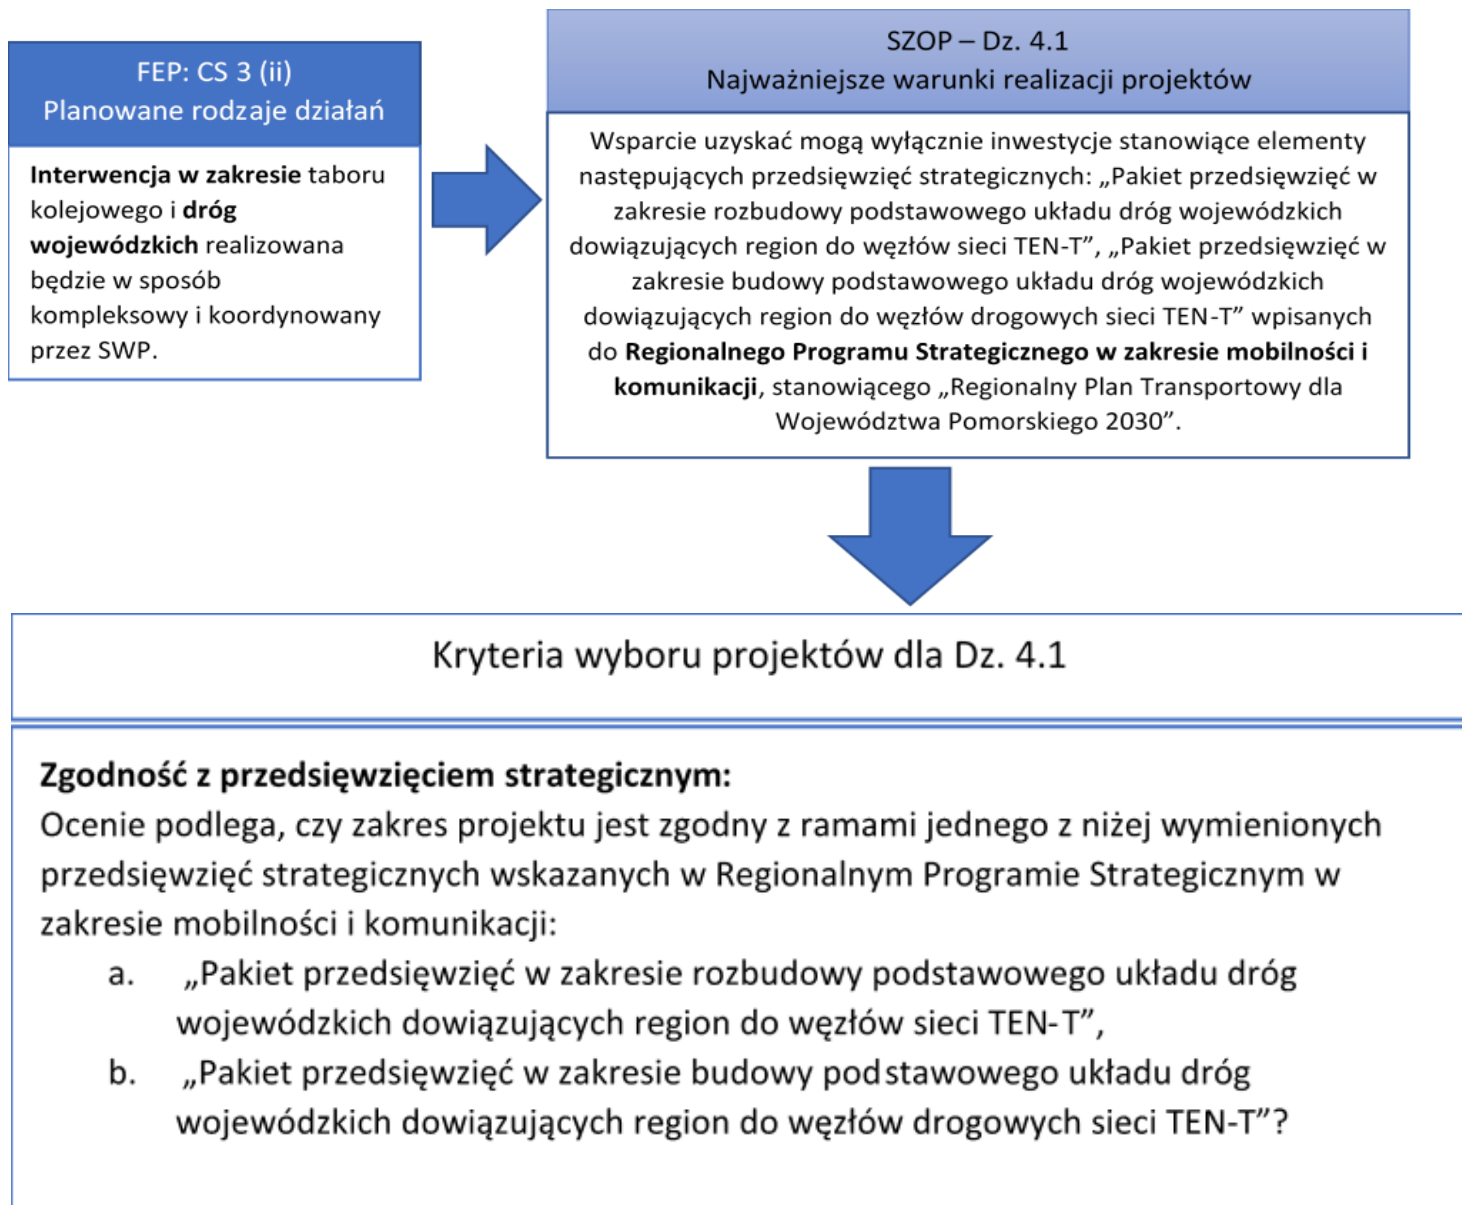 FEP: CS 3 (ii)
Planowane rodzaje działań
Interwencja w zakresie taboru
kolejowego i dróg
wojewódzkich realizowana
będzie w sposób
kompleksowy i koordynowany
przez SWP.
SZOP – Dz. 4.1
Najważniejsze warunki realizacji projektów
Wsparcie uzyskać mogą wyłącznie inwestycje stanowiące elementy
następujących przedsięwzięć strategicznych: „Pakiet przedsięwzięć w
zakresie rozbudowy podstawowego układu dróg wojewódzkich
dowiązujących region do węzłów sieci TEN-T”, „Pakiet przedsięwzięć w
zakresie budowy podstawowego układu dróg wojewódzkich
dowiązujących region do węzłów drogowych sieci TEN-T” wpisanych
do Regionalnego Programu Strategicznego w zakresie mobilności i
komunikacji, stanowiącego „Regionalny Plan Transportowy dla
Województwa Pomorskiego 2030”.
Kryteria wyboru projektów dla Dz. 4.1
Zgodność z przedsięwzięciem strategicznym:
Ocenie podlega, czy zakres projektu jest zgodny z ramami jednego z niżej wymienionych
przedsięwzięć strategicznych wskazanych w Regionalnym Programie Strategicznym w
zakresie mobilności i komunikacji:
a. „Pakiet przedsięwzięć w zakresie rozbudowy podstawowego układu dróg
wojewódzkich dowiązujących region do węzłów sieci TEN-T”,
b. „Pakiet przedsięwzięć w zakresie budowy podstawowego układu dróg
wojewódzkich dowiązujących region do węzłów drogowych sieci TEN-T”?